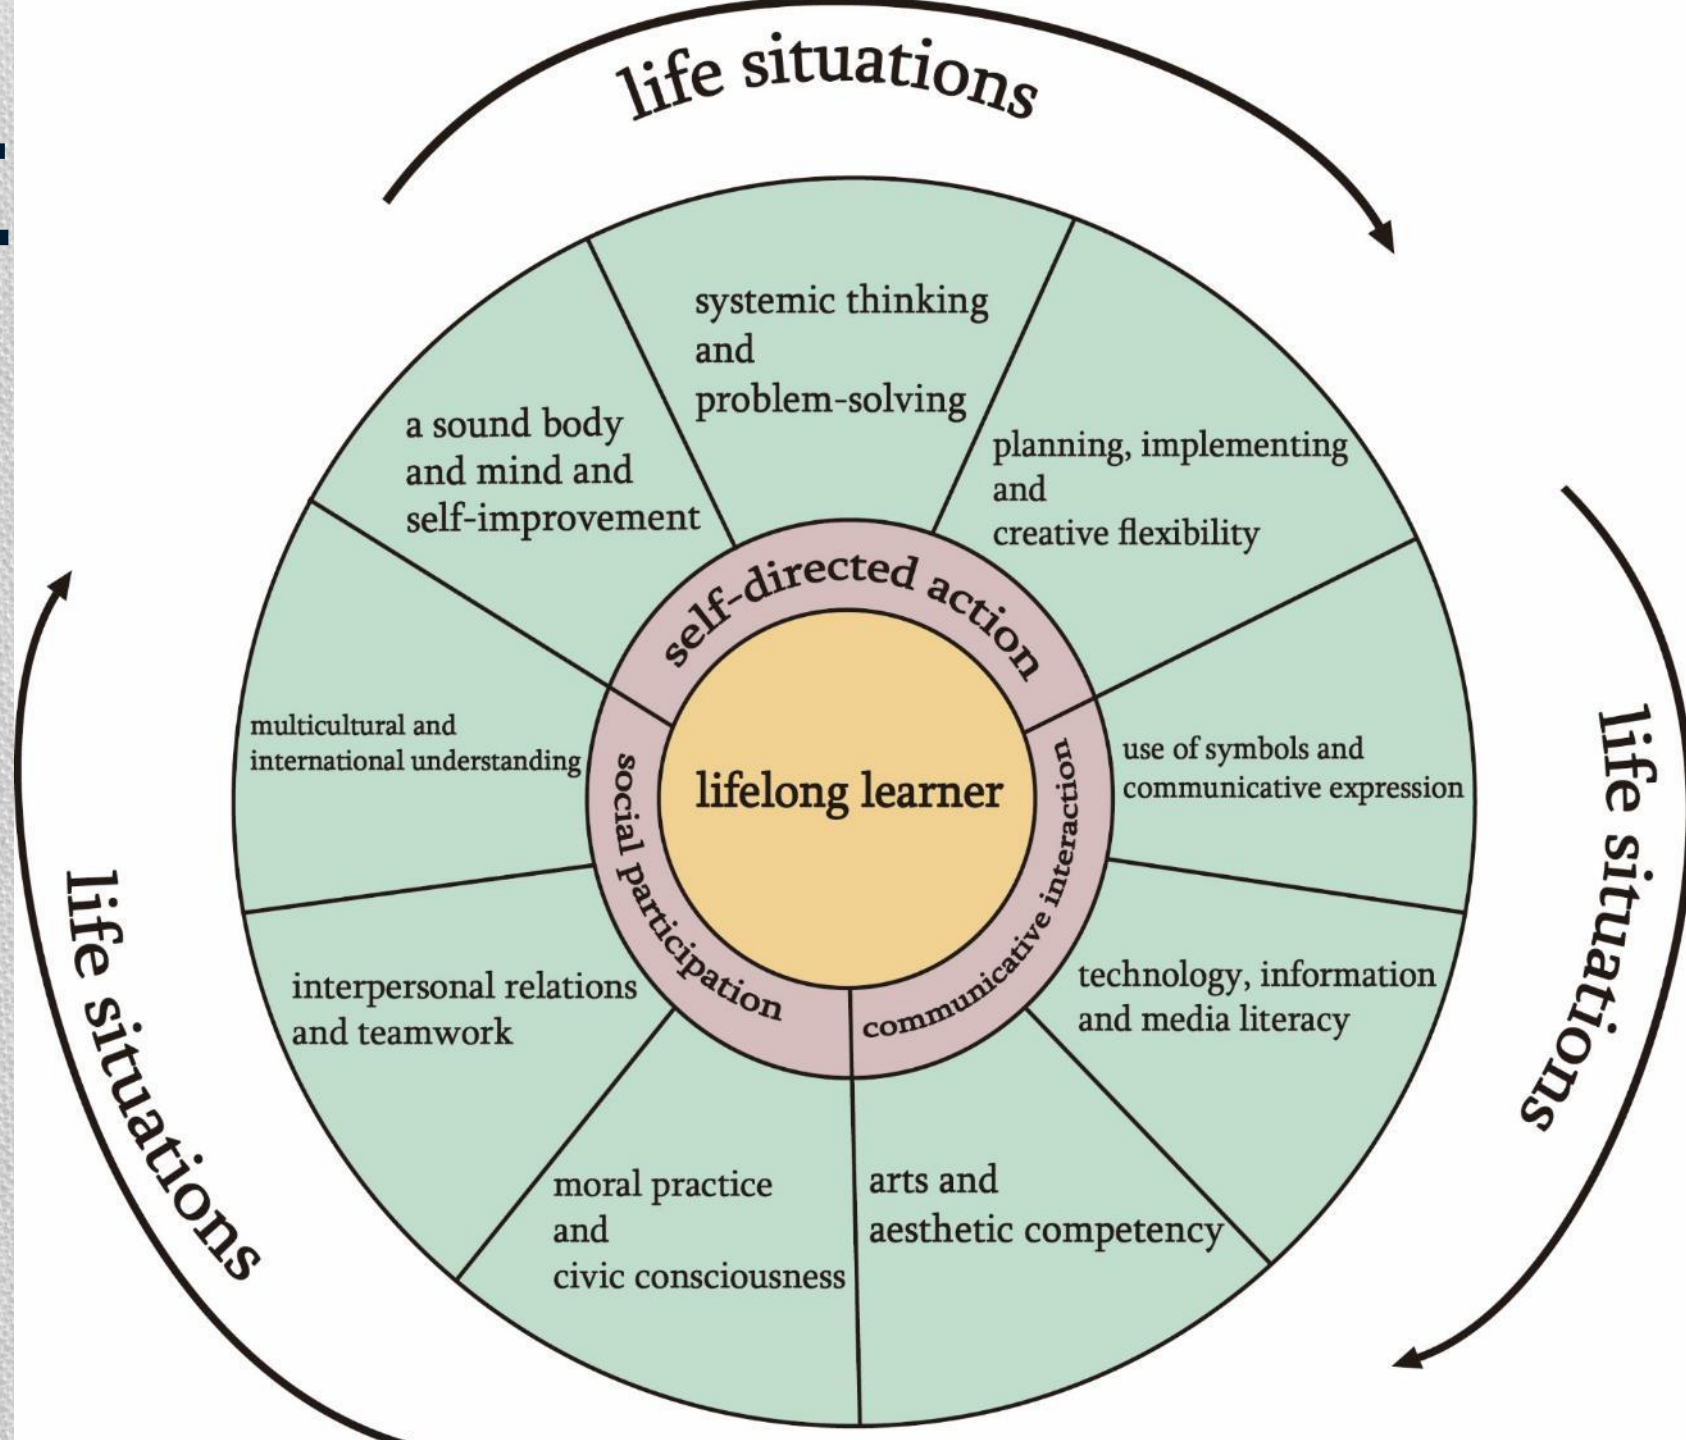 life situations
systemic thinking
and
problem-solving
planning, implementing
and
creative flexibility
use of symbols and
communicative expression
technology, information
and media literacy
arts and
aesthetic competency
moral practice
and
civic consciousness
interpersonal relations
and teamwork
multicultural and
international understanding
a sound body
and mind and
self-improvement
self-directed action
communicative interaction
social participation
lifelong learner
life situations
life situations